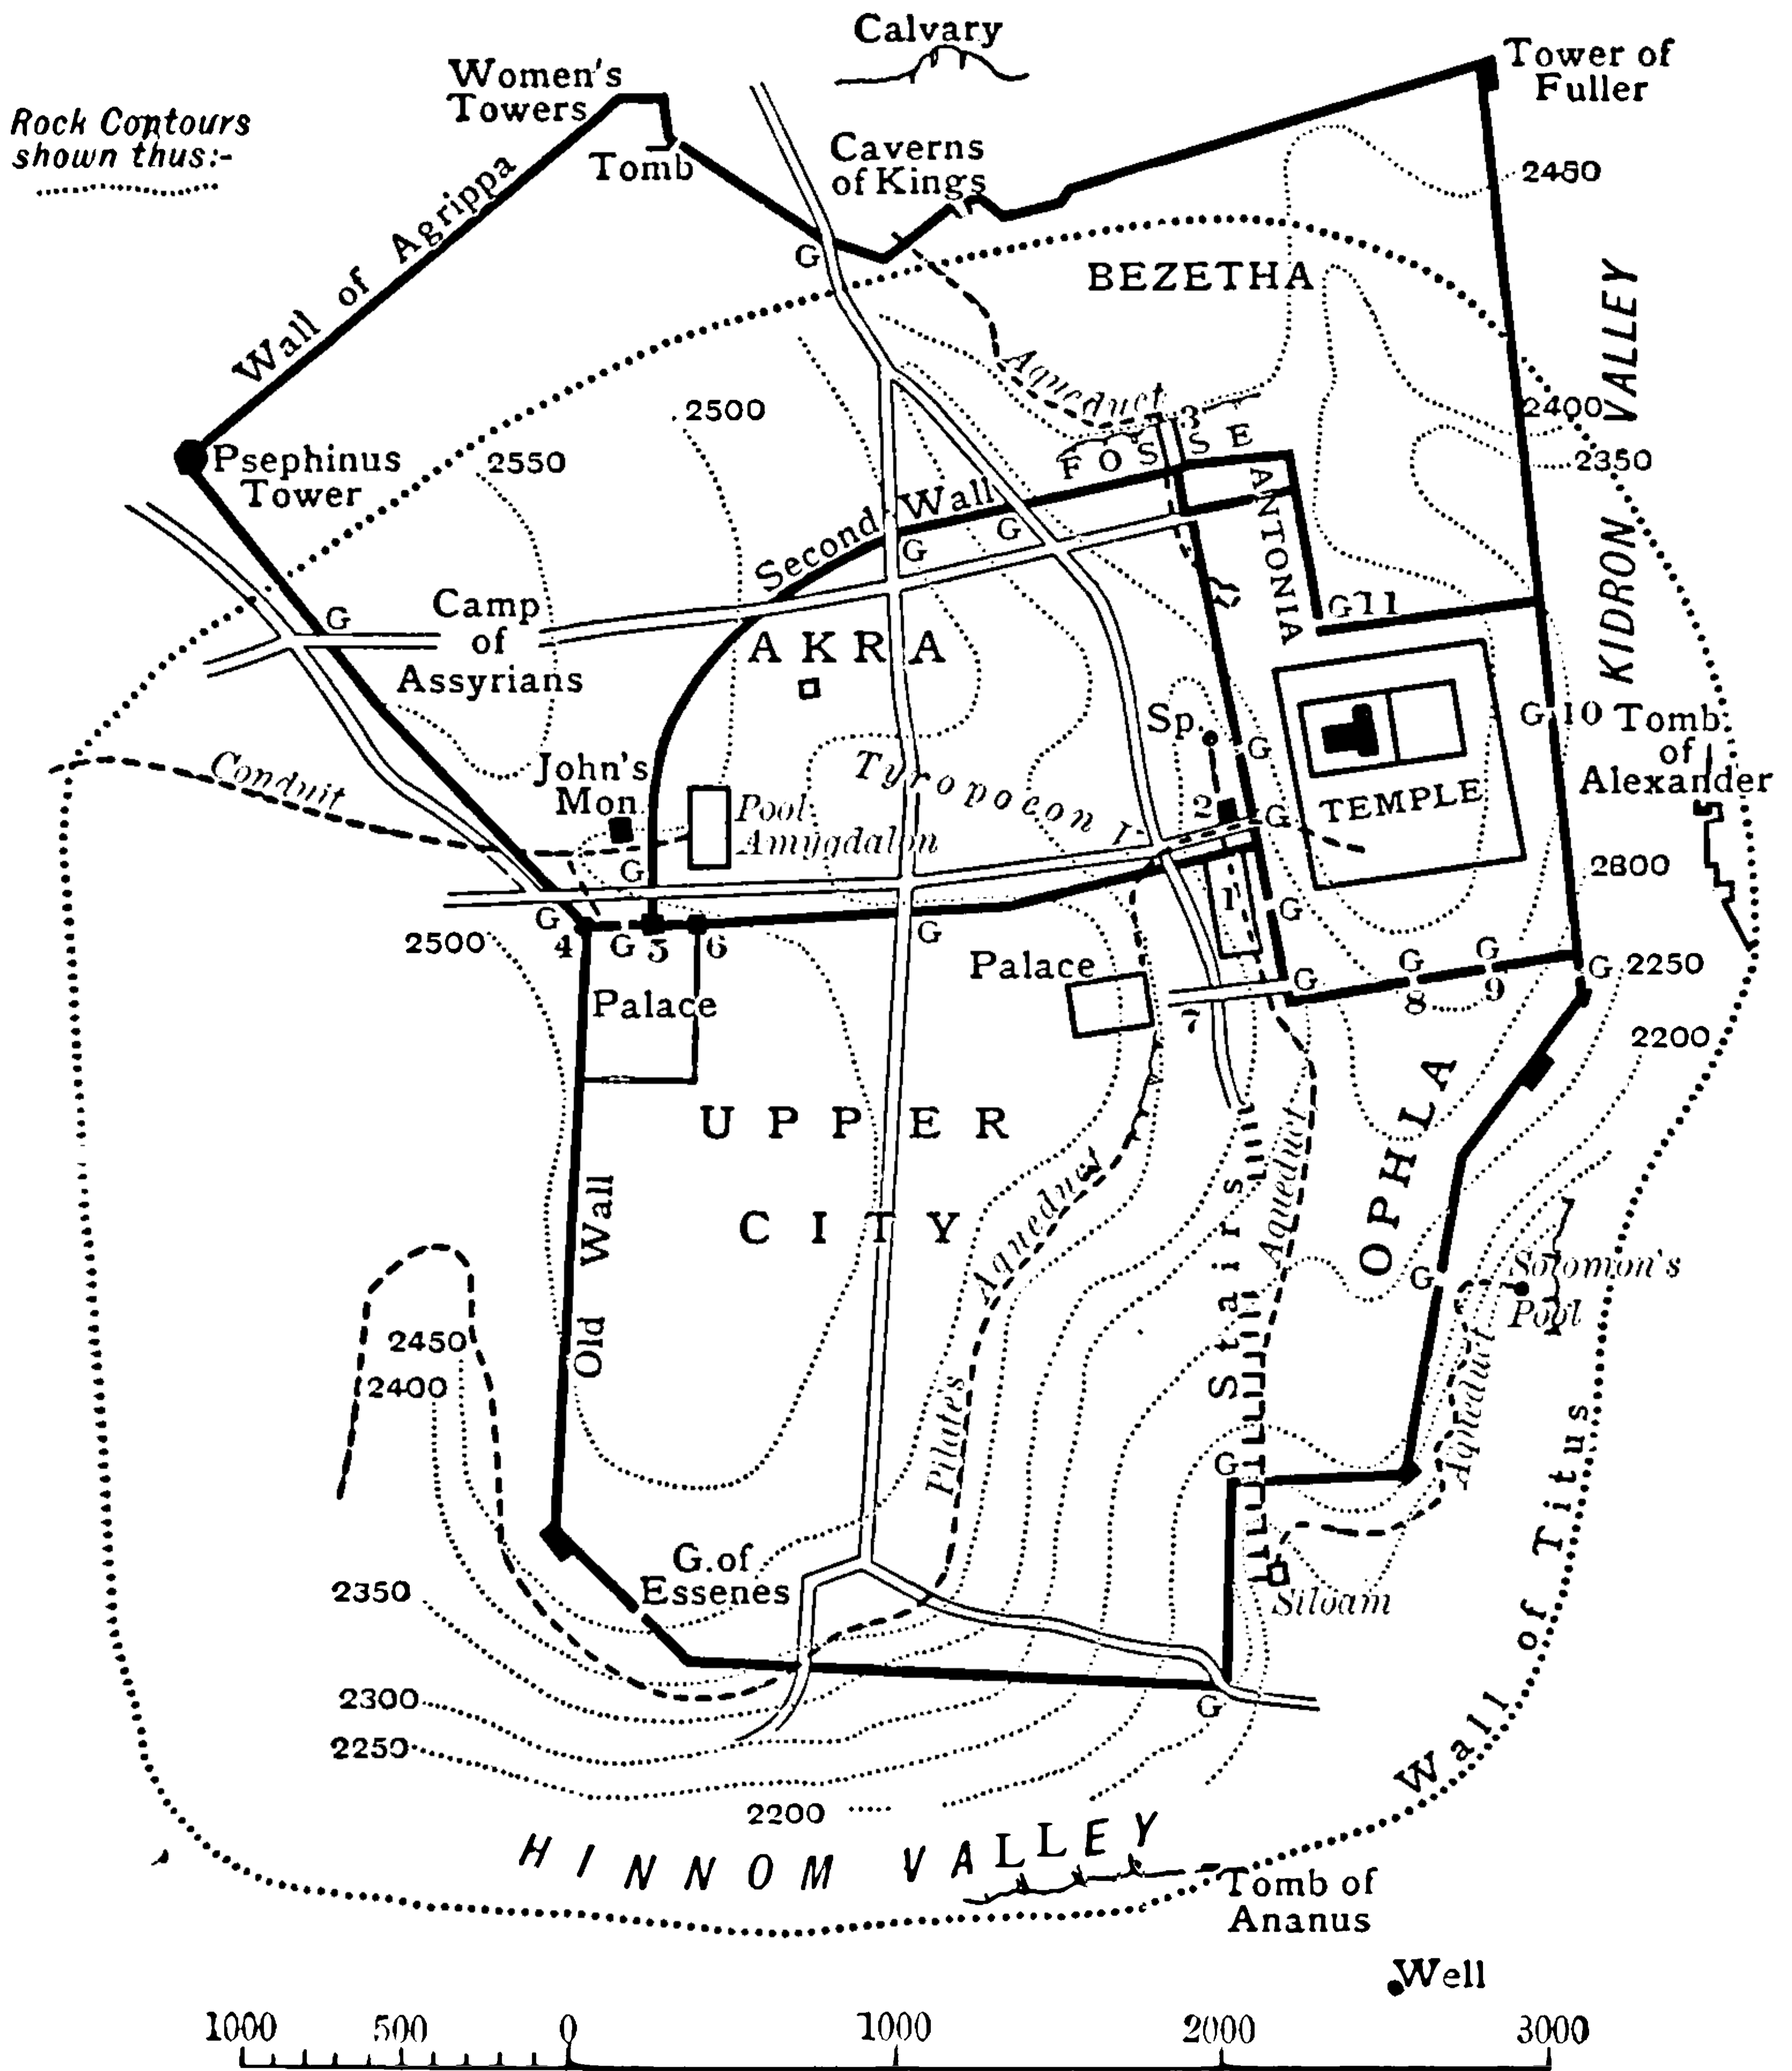 Calvary
Tower of
Fuller
Women's
Towers
Rock Contours
shown thus:-
Tomb
Caverns
of Kings
2450
Wall of Agrippa
G
BEZETHA
KIDRON VALLEY
Aqueduct
2500
2400
3
FOSSE
2550
2350
Psephinus
Tower
ANTONIA
Second Wall
G
G
Camp
of
Assyrians
G
G 11
AKRA
Sp.
G
G 10
Tomb
of
Alexander
Conduit
John's
Mon
Pool
Amygdalon
Tyropoeon V
2
G
TEMPLE
2300
G
1
G
G
4
G
5
6
G
2500
Palace
Palace
7
G
G
8
G
9
G
2250
2200
UPPER
CITY
OPHLA
Old Wall
Pilate's Aqueduct
Stairs
Aqueduct
G
Solomon's
Pool
Aqueduct
2450
2400
G
G. of
Essenes
2350
Siloam
2300
G
2250
2200
Wall of Titus
HINNOM VALLEY
Tomb of
Ananus
Well
1000 500 0 1000 2000 3000